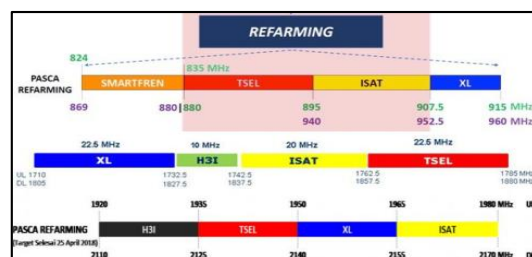 REFARMING
824
835 MHz
PASCA REFARMING
SMARTFREN TSEL ISAT XL
880 895 907.5 915 MHz
869 880 940 952.5 960 MHz
22.5 MHz 10 MHz 20 MHz 22.5 MHz
XL H3I ISAT TSEL
UL 1710 1732.5 1742.5 1762.5 1785 MHz
DL 1805 1827.5 1837.5 1857.5 1880 MHz
1920 1935 1950 1965 1980 MHz
PASCA REFARMING H3I TSEL XL ISAT
(Target Selesai 25 April 2018)
2110 2125 2140 2155 2170 MHz